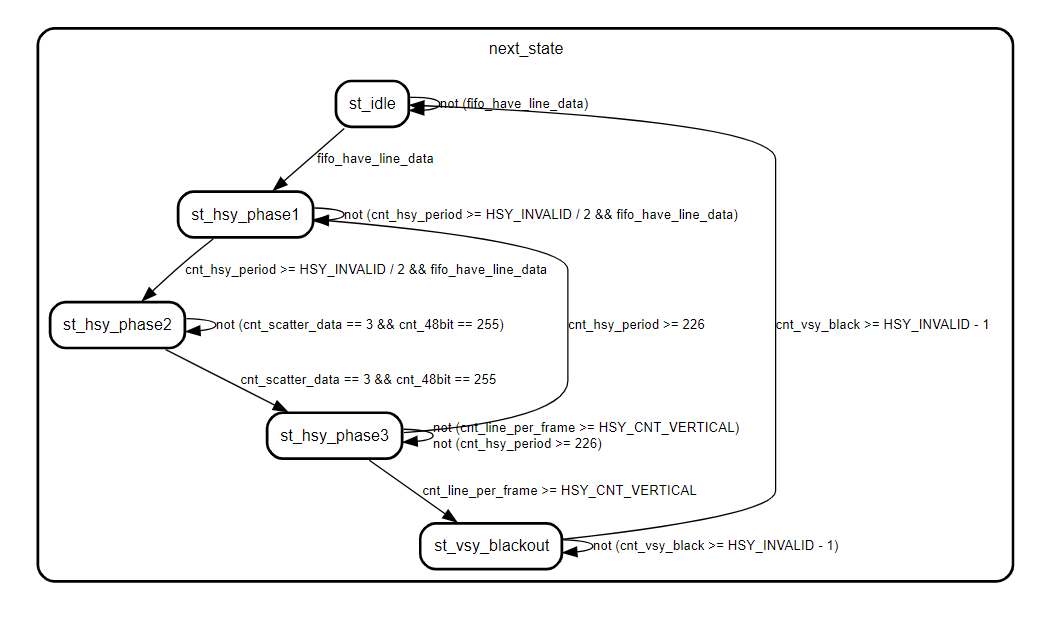 next_state
st_idle
not (fifo_have_line_data)
fifo_have_line_data
st_hsy_phase1
not (cnt_hsy_period >= HSY_INVALID / 2 && fifo_have_line_data)
cnt_hsy_period >= HSY_INVALID / 2 && fifo_have_line_data
st_hsy_phase2
not (cnt_scatter_data == 3 && cnt_48bit == 255)
cnt_hsy_period >= 226
cnt_vsy_black >= HSY_INVALID - 1
cnt_scatter_data == 3 && cnt_48bit == 255
st_hsy_phase3
not (cnt_line_per_frame >= HSY_CNT_VERTICAL)
not (cnt_hsy_period >= 226)
cnt_line_per_frame >= HSY_CNT_VERTICAL
st_vsy_blackout
not (cnt_vsy_black >= HSY_INVALID - 1)